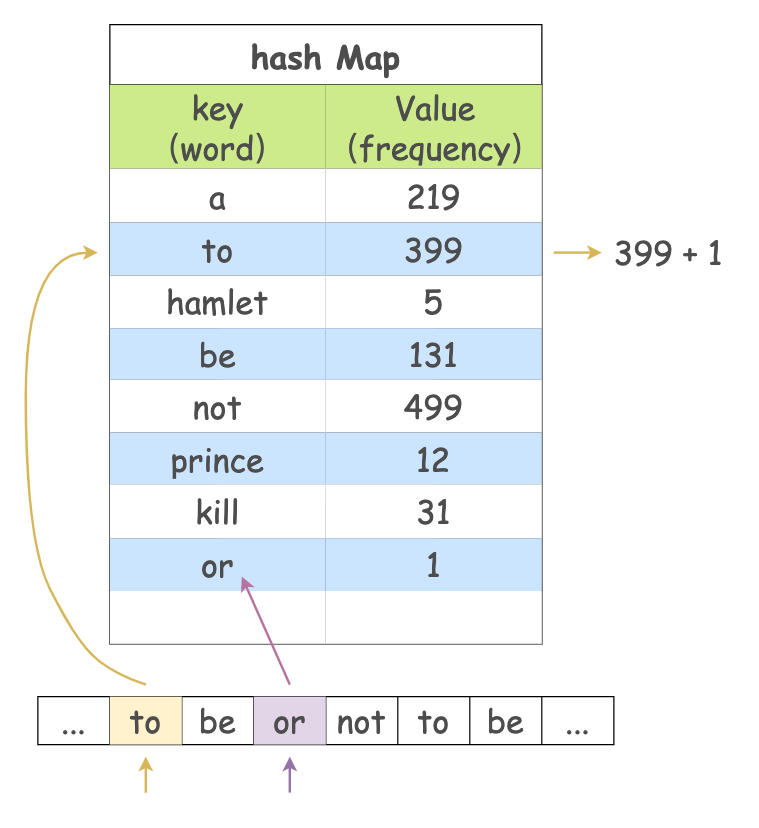 hash Map
key Value
(word) (frequency)
a 219
to 399 399 + 1
hamlet 5
be 131
not 499
prince 12
kill 31
or 1
... to be or not to be ...